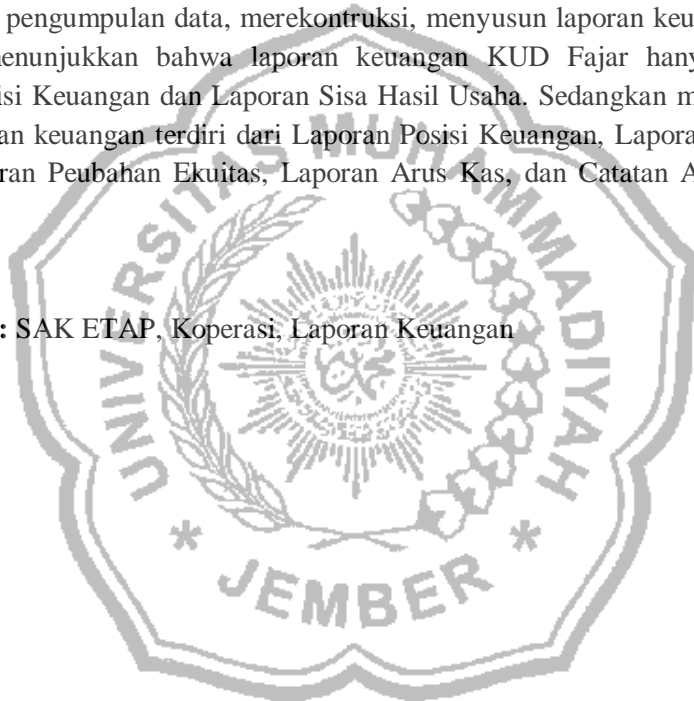 pengumpulan data, merekontruksi, menyusun laporan keu
enunjukkan bahwa laporan keuangan KUD Fajar hany
isi Keuangan dan Laporan Sisa Hasil Usaha. Sedangkan m
an keuangan terdiri dari Laporan Posisi Keuangan, Lapora
ran Peubahan Ekuitas, Laporan Arus Kas, dan Catatan A
: SAK ETAP, Koperasi, Laporan Keuangan
UNIVERSITAS MUHAMMADIYAH
* JEMBER *